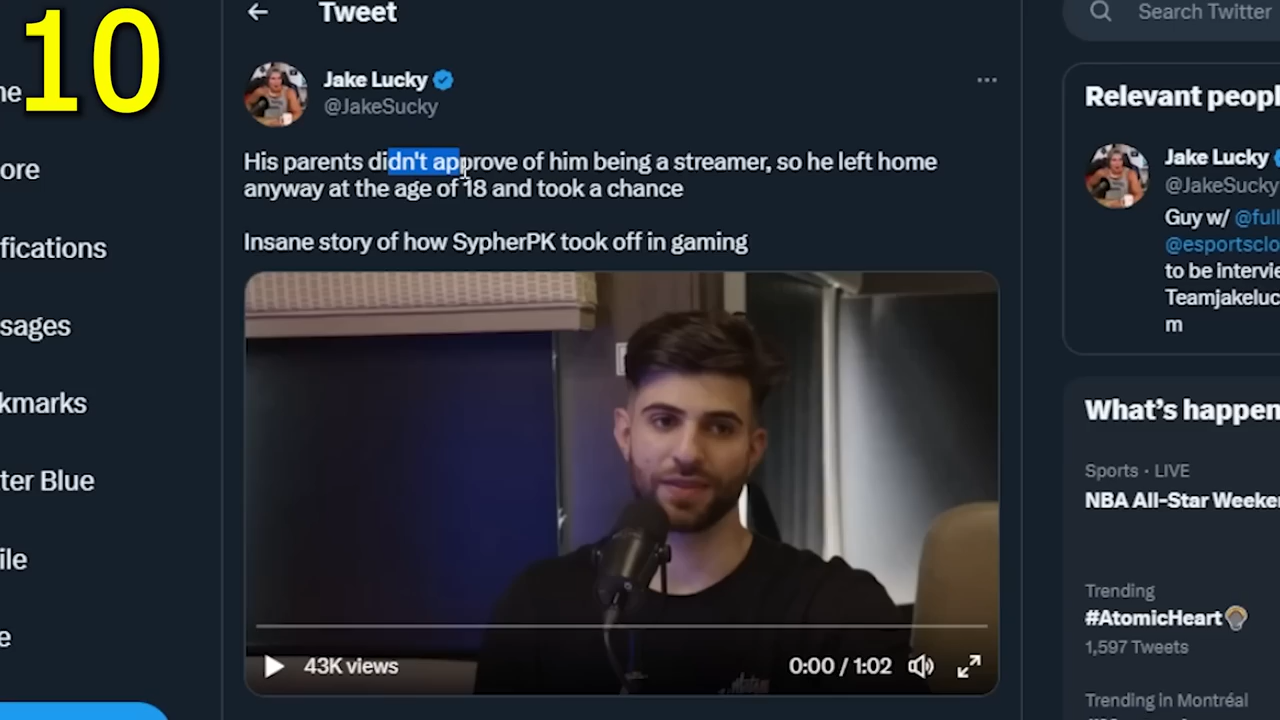 10
Tweet
Search Twitter
Jake Lucky
@JakeSucky
His parents didn't approve of him being a streamer, so he left home
anyway at the age of 18 and took a chance
Insane story of how SypherPK took off in gaming
43K views
0:00 / 1:02
ne
ore
fications
sages
kmarks
ter Blue
ile
e
Relevant peopl
Jake Lucky
@JakeSucky
Guy w/ @full
@esportsclo
to be intervie
Teamjakeluc
m
What's happen
Sports · LIVE
NBA All-Star Weeke
Trending
#AtomicHeart
1,597 Tweets
Trending in Montréal